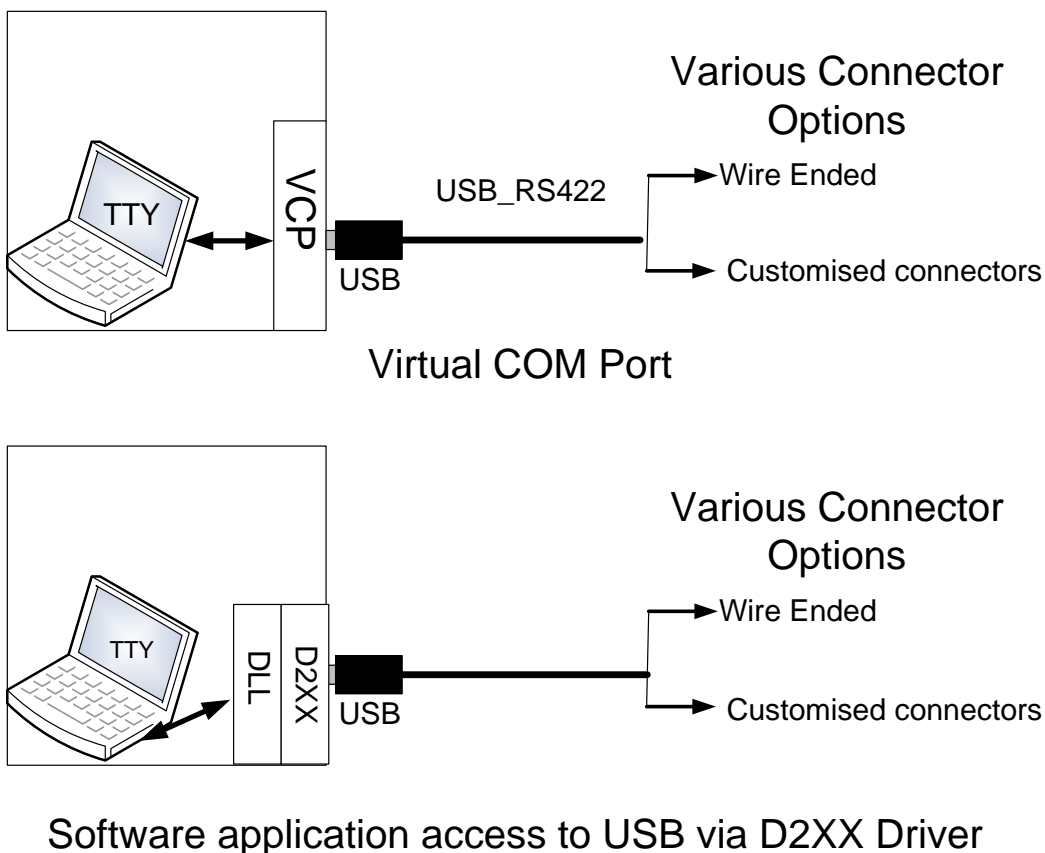 Various Connector
Options
Wire Ended
USB_RS422
TTY
VCP
USB
Customised connectors
Virtual COM Port
Various Connector
Options
Wire Ended
TTY
DLL
D2XX
USB
Customised connectors
Software application access to USB via D2XX Driver